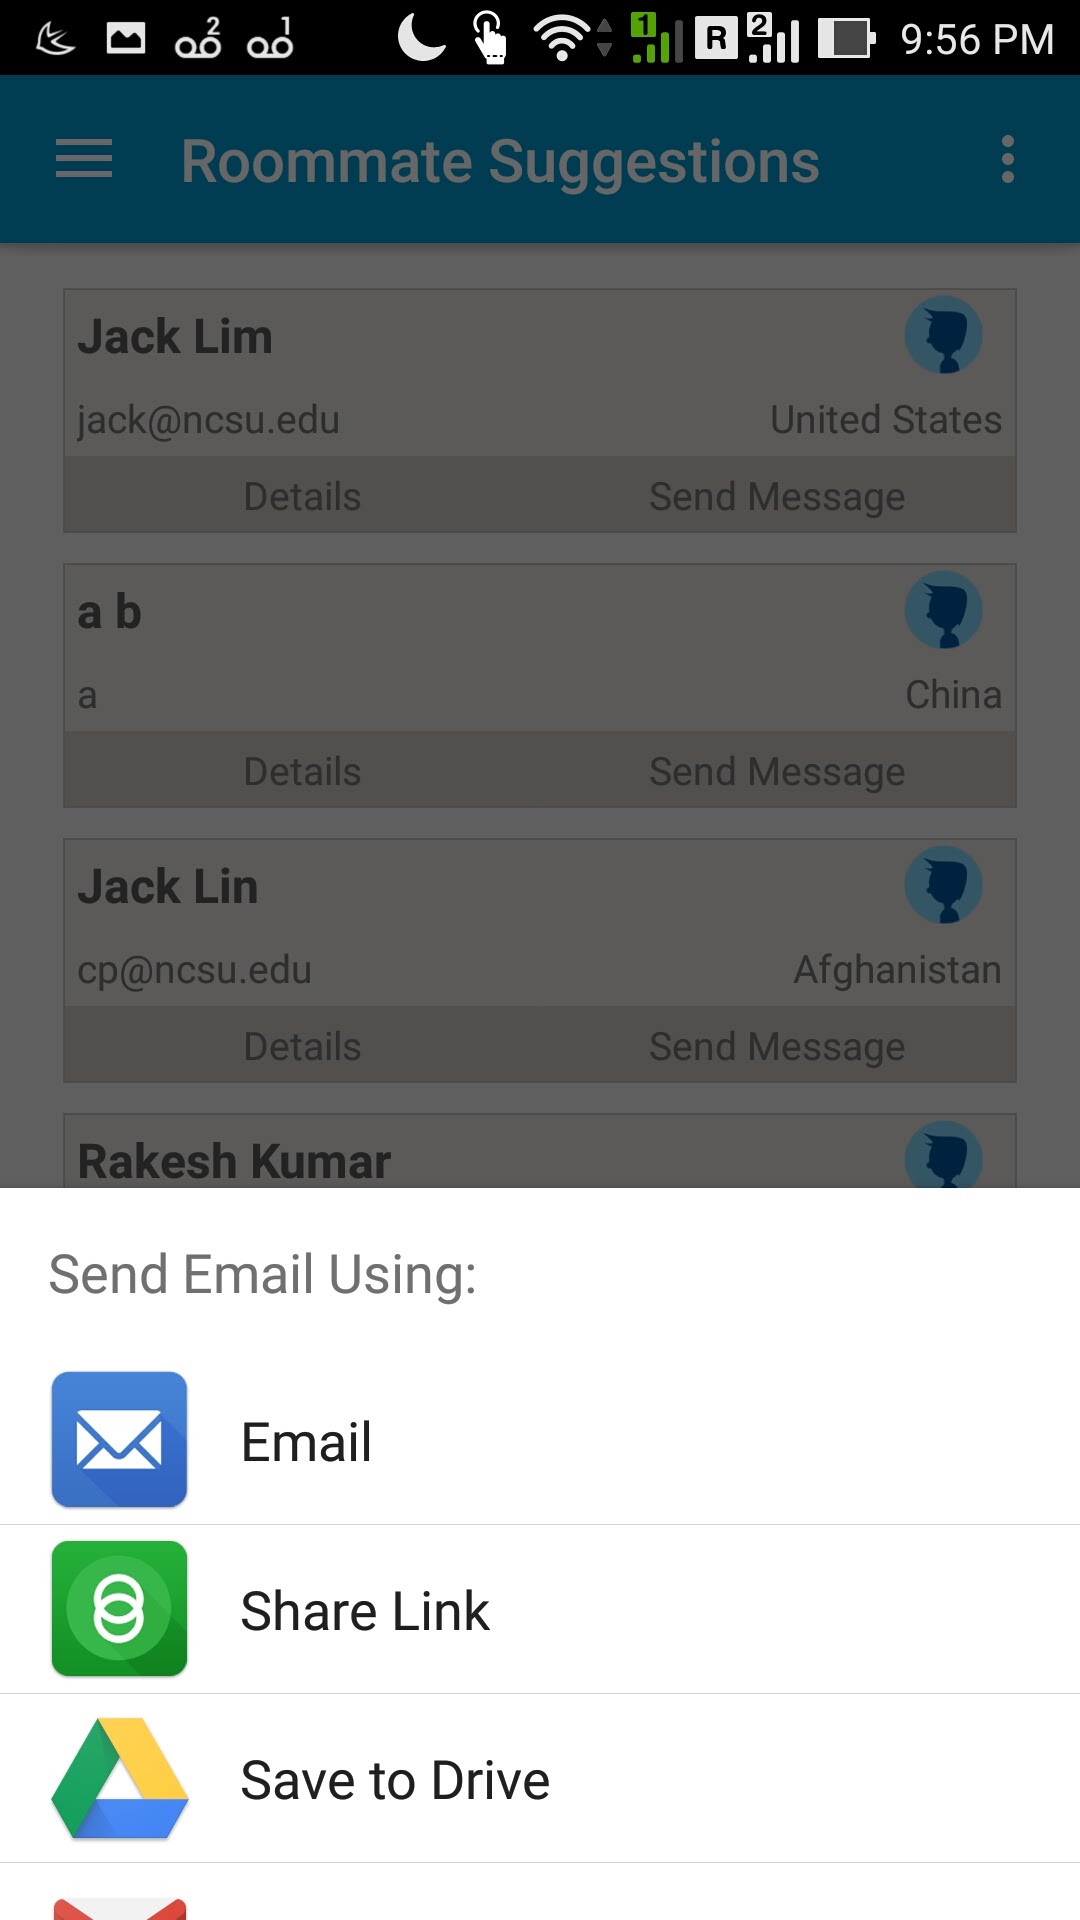 2 1 1 R 2 9:56 PM
Roommate Suggestions
Jack Lim
jack@ncsu.edu United States
Details Send Message
a b
a China
Details Send Message
Jack Lin
cp@ncsu.edu Afghanistan
Details Send Message
Rakesh Kumar
Send Email Using:
Email
Share Link
Save to Drive